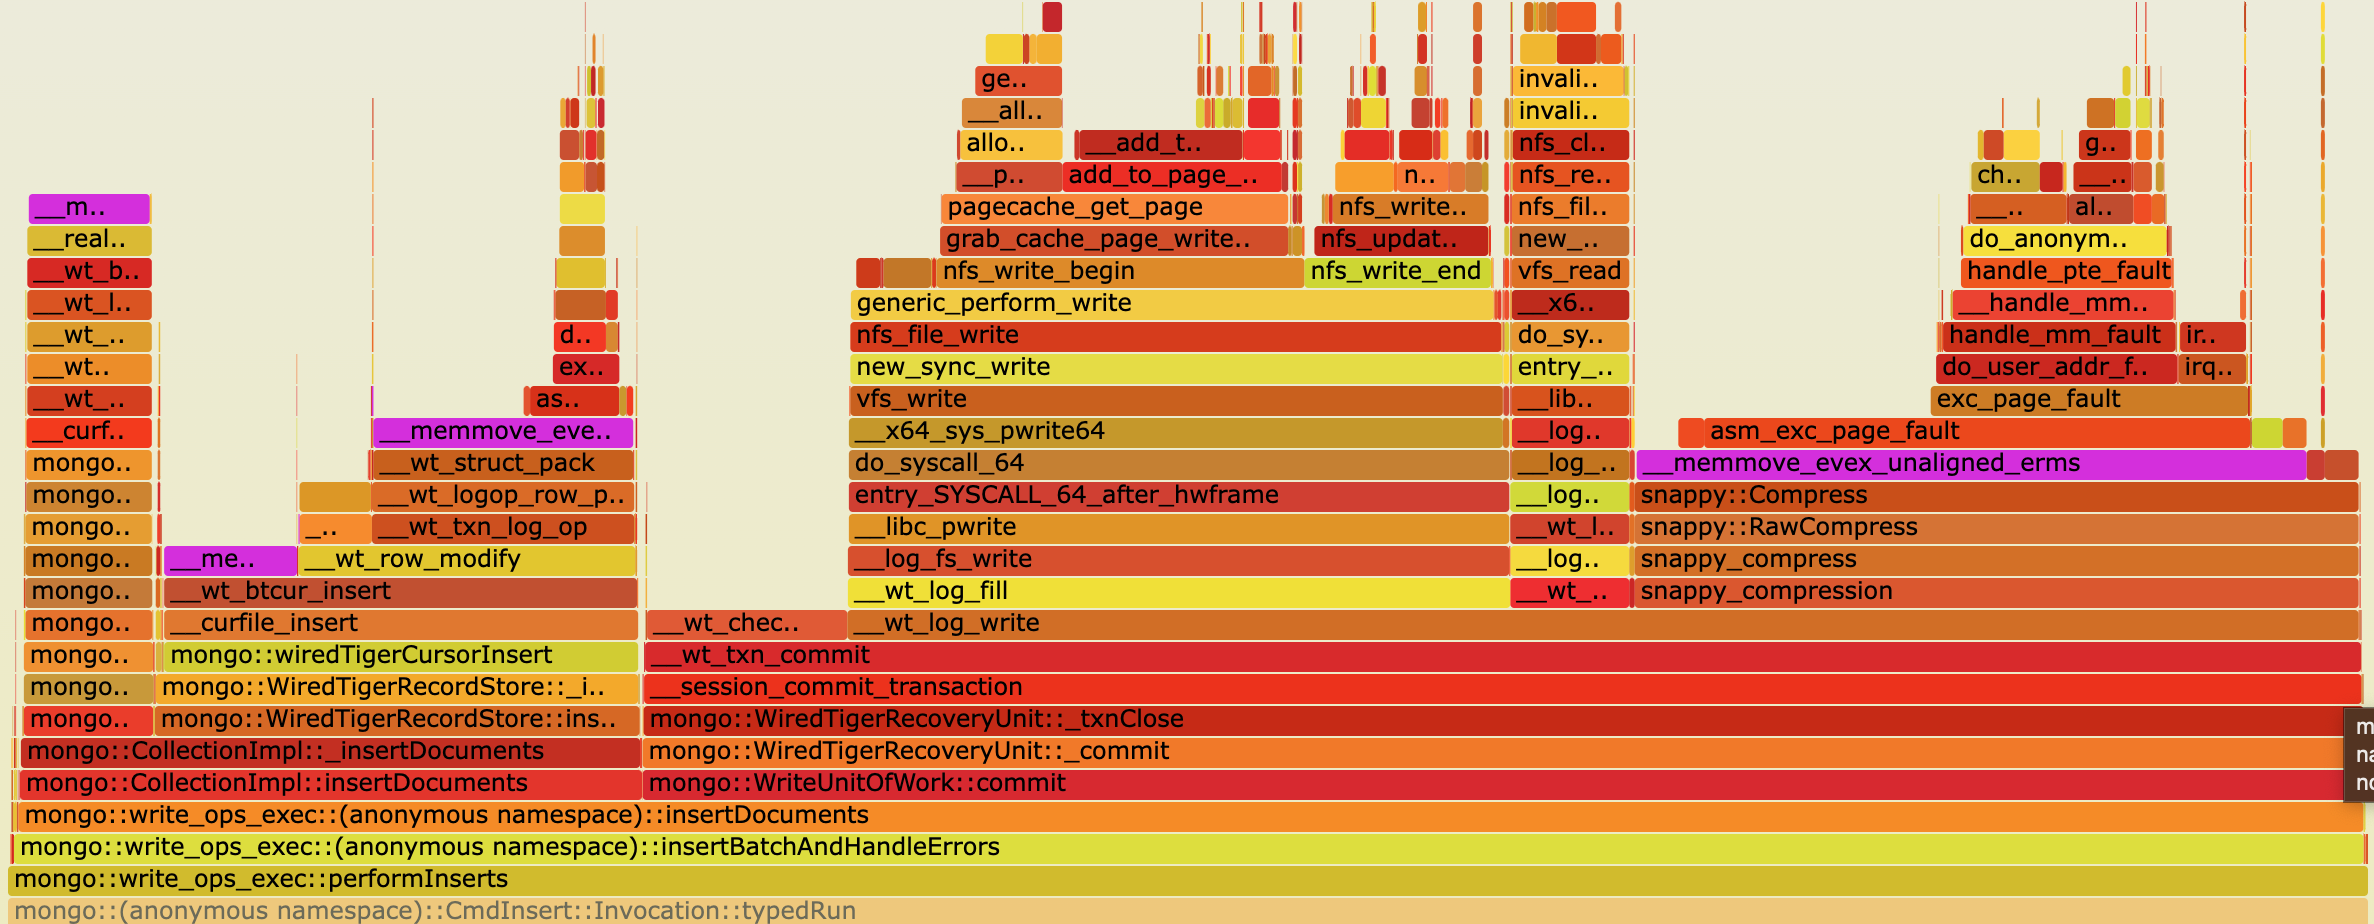 ge.. invali..
__all.. invali..
allo.. __add_t.. nfs_cl.. g..
__p.. add_to_page_.. n.. nfs_re.. ch.. __..
__m.. pagecache_get_page nfs_write.. nfs_fil.. __.. al..
__real.. grab_cache_page_write.. nfs_updat.. new_.. do_anonym..
__wt_b.. nfs_write_begin nfs_write_end vfs_read handle_pte_fault
__wt_l.. generic_perform_write __x6.. __handle_mm..
__wt_.. d.. nfs_file_write do_sy.. handle_mm_fault ir..
__wt.. ex.. new_sync_write entry_.. do_user_addr_f.. irq..
__wt_.. as.. vfs_write __lib.. exc_page_fault
__curf.. __memmove_eve.. __x64_sys_pwrite64 __log.. asm_exc_page_fault
mongo.. __wt_struct_pack do_syscall_64 __log_.. __memmove_evex_unaligned_erms
mongo.. __wt_logop_row_p.. entry_SYSCALL_64_after_hwframe __log.. snappy::Compress
mongo.. _.. __wt_txn_log_op __libc_pwrite __wt_l.. snappy::RawCompress
mongo.. __me.. __wt_row_modify __log_fs_write __log.. snappy_compress
mongo.. __wt_btcur_insert __wt_log_fill __wt_.. snappy_compression
mongo.. __curfile_insert __wt_chec.. __wt_log_write
mongo.. mongo::wiredTigerCursorInsert __wt_txn_commit
mongo.. mongo::WiredTigerRecordStore::_i.. __session_commit_transaction
mongo.. mongo::WiredTigerRecordStore::ins.. mongo::WiredTigerRecoveryUnit::_txnClose
mongo::CollectionImpl::_insertDocuments mongo::WiredTigerRecoveryUnit::_commit
mongo::CollectionImpl::insertDocuments mongo::WriteUnitOfWork::commit
mongo::write_ops_exec::(anonymous namespace)::insertDocuments
mongo::write_ops_exec::(anonymous namespace)::insertBatchAndHandleErrors
mongo::write_ops_exec::performInserts
mongo::(anonymous namespace)::CmdInsert::Invocation::typedRun